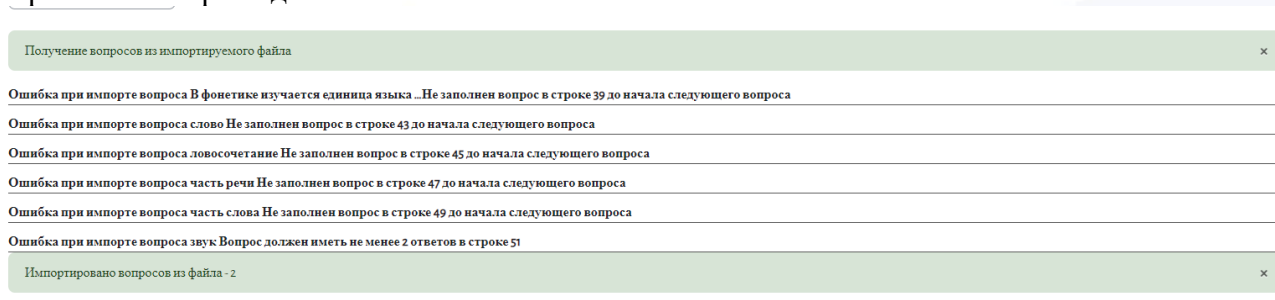 Получение вопросов из импортируемого файла ×
Ошибка при импорте вопроса В фонетике изучается единица языка ...Не заполнен вопрос в строке 39 до начала следующего вопроса
Ошибка при импорте вопроса слово Не заполнен вопрос в строке 43 до начала следующего вопроса
Ошибка при импорте вопроса ловосочетание Не заполнен вопрос в строке 45 до начала следующего вопроса
Ошибка при импорте вопроса часть речи Не заполнен вопрос в строке 47 до начала следующего вопроса
Ошибка при импорте вопроса часть слова Не заполнен вопрос в строке 49 до начала следующего вопроса
Ошибка при импорте вопроса звук Вопрос должен иметь не менее 2 ответов в строке 51
Импортировано вопросов из файла - 2 ×